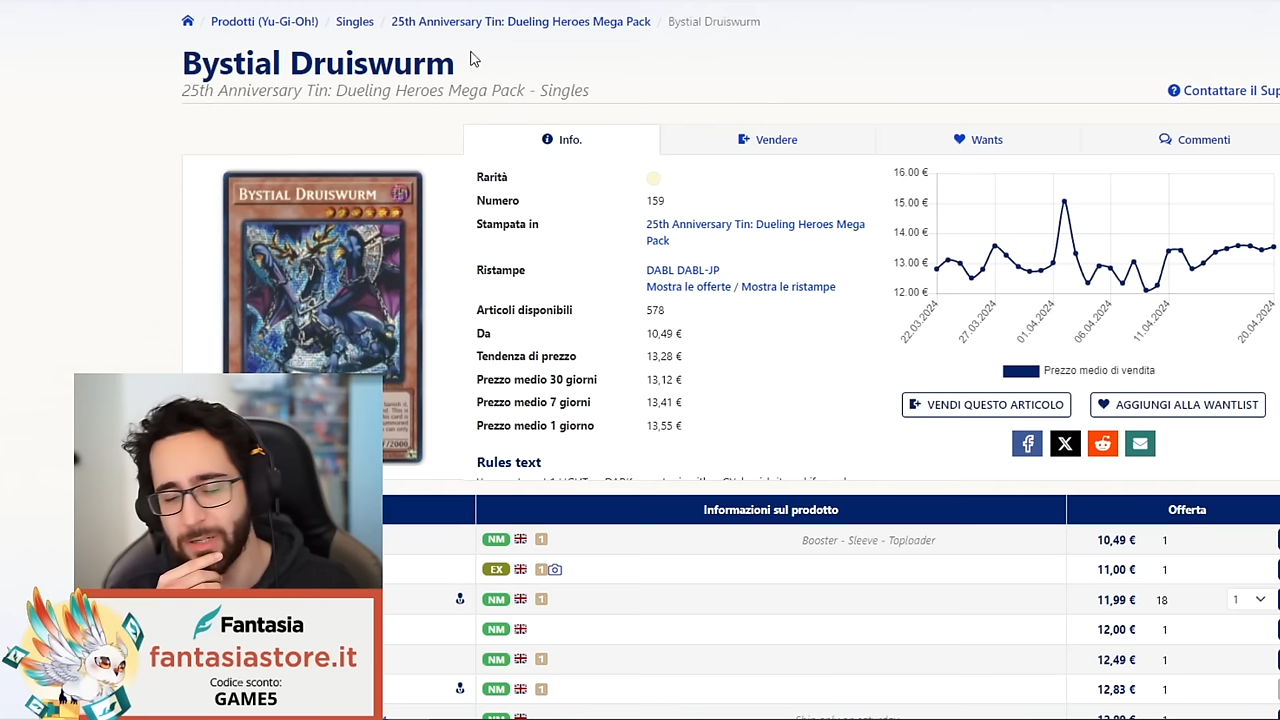 Prodotti (Yu-Gi-Oh!) / Singles / 25th Anniversary Tin: Dueling Heroes Mega Pack / Bystial Druiswurm
Bystial Druiswurm
25th Anniversary Tin: Dueling Heroes Mega Pack - Singles
Contattare il Sup
Info.
Vendere
Wants
Commenti
BYSTIAL DRUISWURM
/2000
Rarità
Numero 159
Stampata in 25th Anniversary Tin: Dueling Heroes Mega
Pack
Ristampe DABL DABL-JP
Mostra le offerte / Mostra le ristampe
Articoli disponibili 578
Da 10,49 €
Tendenza di prezzo 13,28 €
Prezzo medio 30 giorni 13,12 €
Prezzo medio 7 giorni 13,41 €
Prezzo medio 1 giorno 13,55 €
Rules text
16.00 €
15.00 €
14.00 €
13.00 €
12.00 €
22.03.2024
27.03.2024
01.04.2024
06.04.2024
11.04.2024
20.04.2024
Prezzo medio di vendita
VENDI QUESTO ARTICOLO
AGGIUNGI ALLA WANTLIST
Informazioni sul prodotto
Offerta
NM 1 Booster - Sleeve - Toploader 10,49 € 1
EX 1 11,00 € 1
NM 1 11,99 € 18 1
NM 12,00 € 1
NM 1 12,49 € 1
NM 1 12,83 € 1
Fantasia
fantasiastore.it
Codice sconto:
GAME5